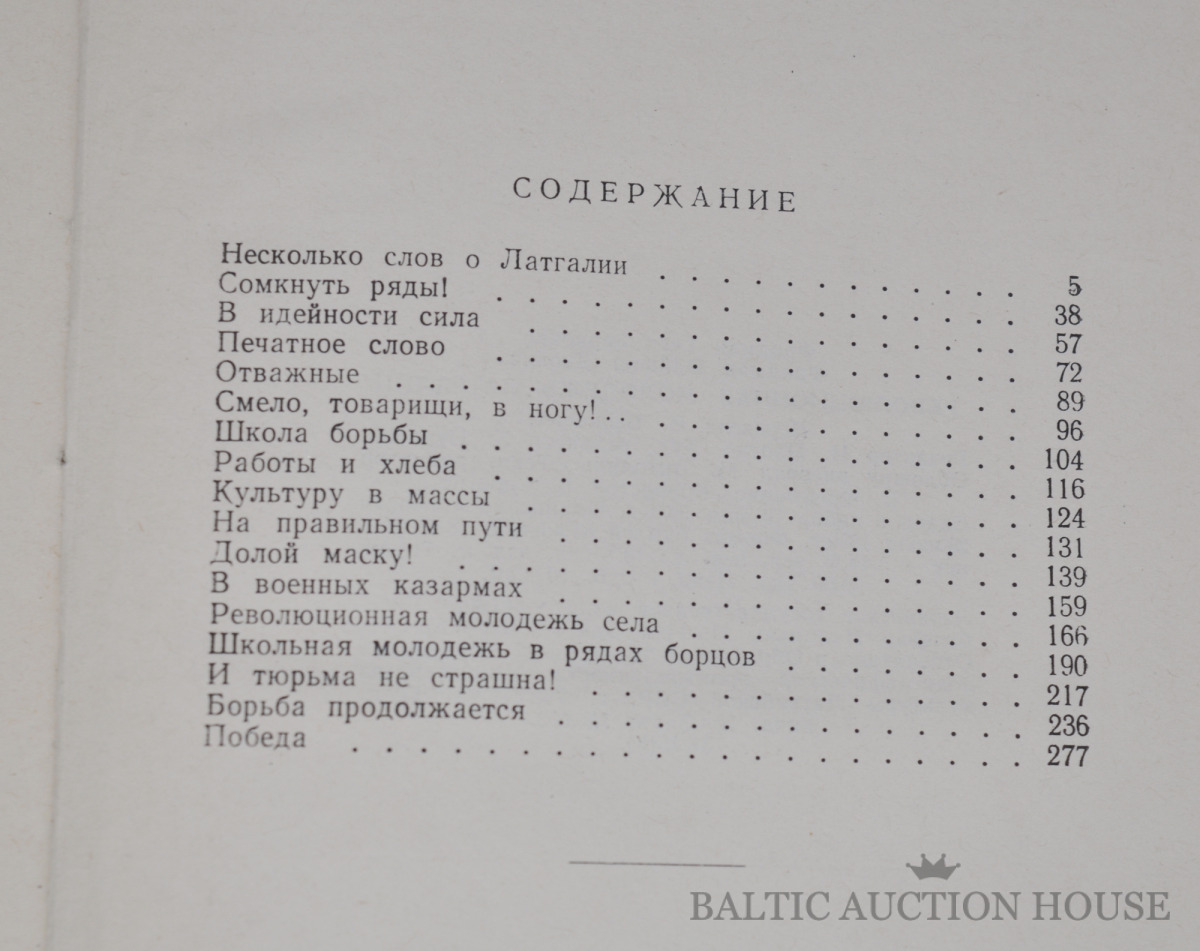 СОДЕРЖАНИЕ
Несколько слов о Латгалии . . . . . . . . . . . 5
Сомкнуть ряды! . . . . . . . . . . . . . . . . 38
В идейности сила . . . . . . . . . . . . . . . 57
Печатное слово . . . . . . . . . . . . . . . . 72
Отважные . . . . . . . . . . . . . . . . . . . 89
Смело, товарищи, в ногу! . . . . . . . . . . . . . 96
Школа борьбы . . . . . . . . . . . . . . . . . 104
Работы и хлеба . . . . . . . . . . . . . . . . 116
Культуру в массы . . . . . . . . . . . . . . . 124
На правильном пути . . . . . . . . . . . . . . 131
Долой маску! . . . . . . . . . . . . . . . . . 139
В военных казармах . . . . . . . . . . . . . . 159
Революционная молодежь села . . . . . . . . . . 166
Школьная молодежь в рядах борцов . . . . . . . 190
И тюрьма не страшна! . . . . . . . . . . . . . 217
Борьба продолжается . . . . . . . . . . . . . . 236
Победа . . . . . . . . . . . . . . . . . . . . 277
BALTIC AUCTION HOUSE